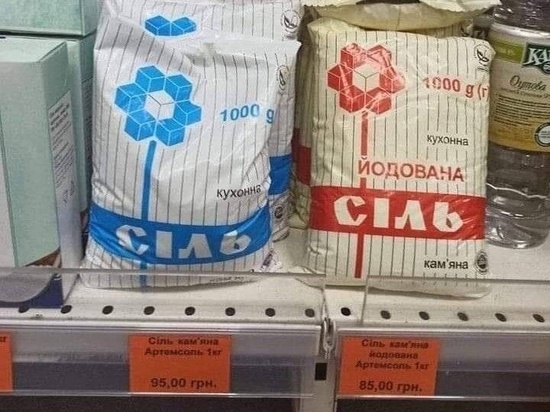 1000 g
кухонна
СІЛЬ
1000 g (г)
кухонна
ЙОДОВАНА
СІЛЬ
кам'яна
Оцтова
Сіль кам'яна
Артемсоль 1кг
95,00 грн.
Сіль кам'яна
йодована
Артемсоль 1кг
85,00 грн.